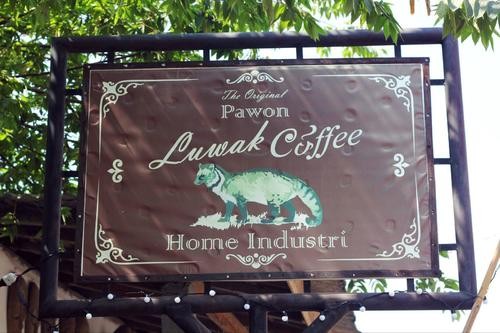 The Original
Pawon
Luwak Coffee
Home Industri